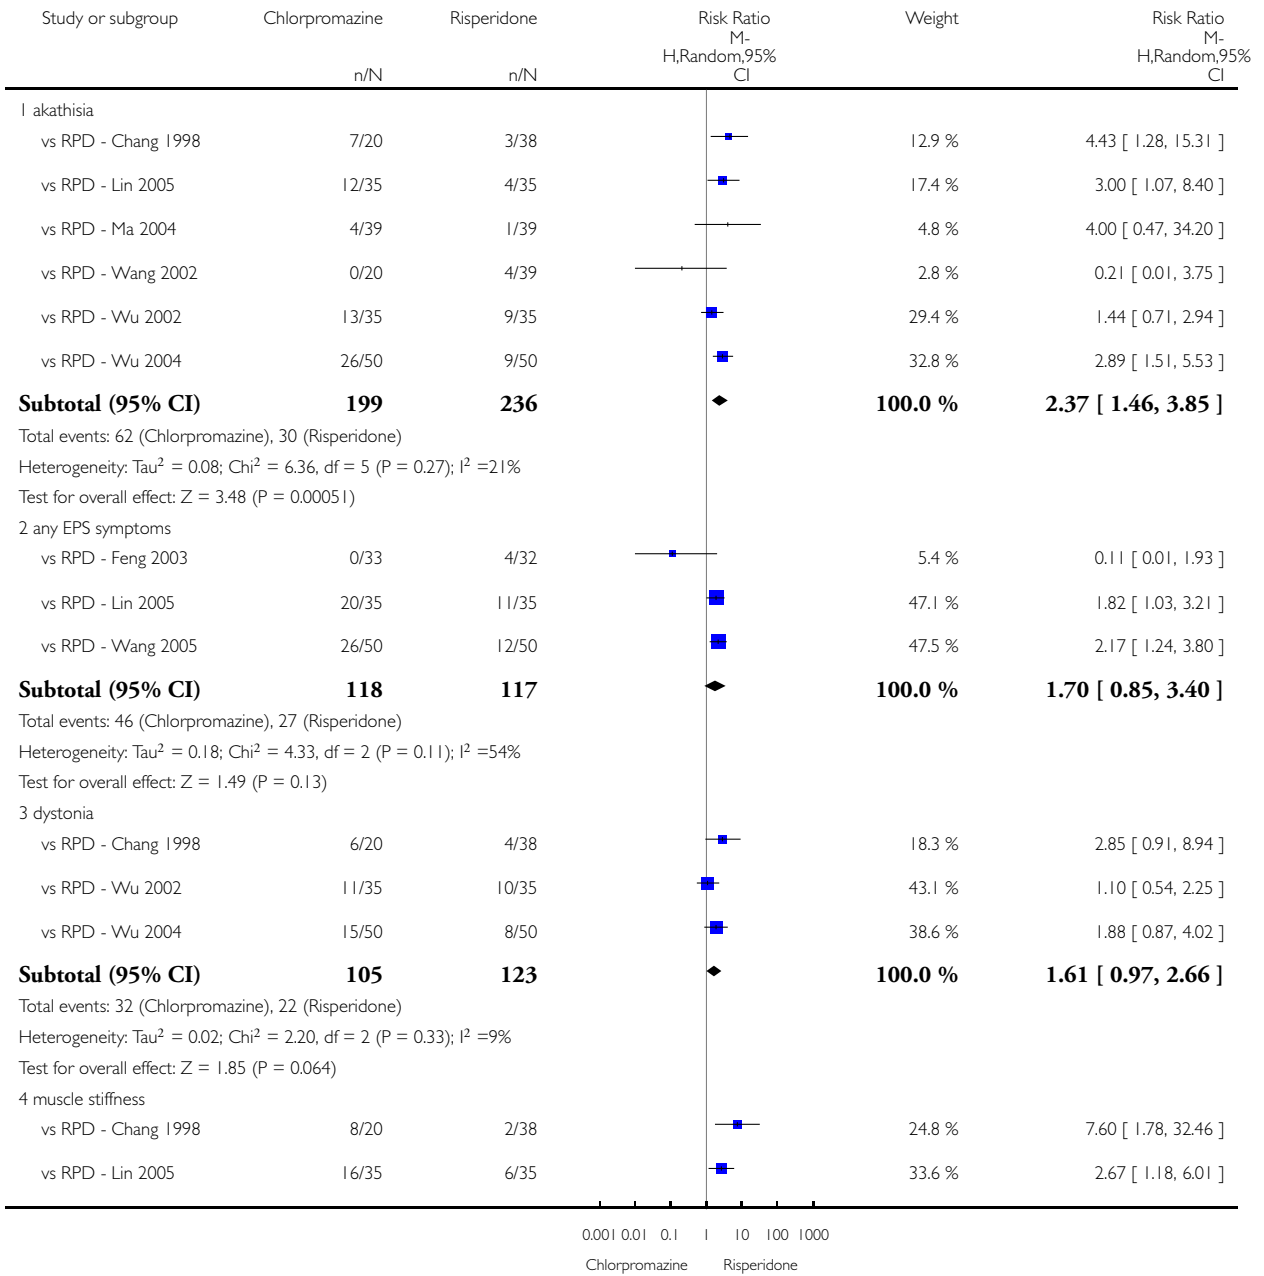 Study or subgroup Chlorpromazine Risperidone Risk Ratio Weight Risk Ratio
M- M-
H,Random,95% H,Random,95%
n/N n/N CI CI
1 akathisia
vs RPD - Chang 1998 7/20 3/38 12.9 % 4.43 [ 1.28, 15.31 ]
vs RPD - Lin 2005 12/35 4/35 17.4 % 3.00 [ 1.07, 8.40 ]
vs RPD - Ma 2004 4/39 1/39 4.8 % 4.00 [ 0.47, 34.20 ]
vs RPD - Wang 2002 0/20 4/39 2.8 % 0.21 [ 0.01, 3.75 ]
vs RPD - Wu 2002 13/35 9/35 29.4 % 1.44 [ 0.71, 2.94 ]
vs RPD - Wu 2004 26/50 9/50 32.8 % 2.89 [ 1.51, 5.53 ]
Subtotal (95% CI) 199 236 100.0 % 2.37 [ 1.46, 3.85 ]
Total events: 62 (Chlorpromazine), 30 (Risperidone)
Heterogeneity: Tau² = 0.08; Chi² = 6.36, df = 5 (P = 0.27); I² =21%
Test for overall effect: Z = 3.48 (P = 0.00051)
2 any EPS symptoms
vs RPD - Feng 2003 0/33 4/32 5.4 % 0.11 [ 0.01, 1.93 ]
vs RPD - Lin 2005 20/35 11/35 47.1 % 1.82 [ 1.03, 3.21 ]
vs RPD - Wang 2005 26/50 12/50 47.5 % 2.17 [ 1.24, 3.80 ]
Subtotal (95% CI) 118 117 100.0 % 1.70 [ 0.85, 3.40 ]
Total events: 46 (Chlorpromazine), 27 (Risperidone)
Heterogeneity: Tau² = 0.18; Chi² = 4.33, df = 2 (P = 0.11); I² =54%
Test for overall effect: Z = 1.49 (P = 0.13)
3 dystonia
vs RPD - Chang 1998 6/20 4/38 18.3 % 2.85 [ 0.91, 8.94 ]
vs RPD - Wu 2002 11/35 10/35 43.1 % 1.10 [ 0.54, 2.25 ]
vs RPD - Wu 2004 15/50 8/50 38.6 % 1.88 [ 0.87, 4.02 ]
Subtotal (95% CI) 105 123 100.0 % 1.61 [ 0.97, 2.66 ]
Total events: 32 (Chlorpromazine), 22 (Risperidone)
Heterogeneity: Tau² = 0.02; Chi² = 2.20, df = 2 (P = 0.33); I² =9%
Test for overall effect: Z = 1.85 (P = 0.064)
4 muscle stiffness
vs RPD - Chang 1998 8/20 2/38 24.8 % 7.60 [ 1.78, 32.46 ]
vs RPD - Lin 2005 16/35 6/35 33.6 % 2.67 [ 1.18, 6.01 ]
0.001 0.01 0.1 1 10 100 1000
Chlorpromazine Risperidone